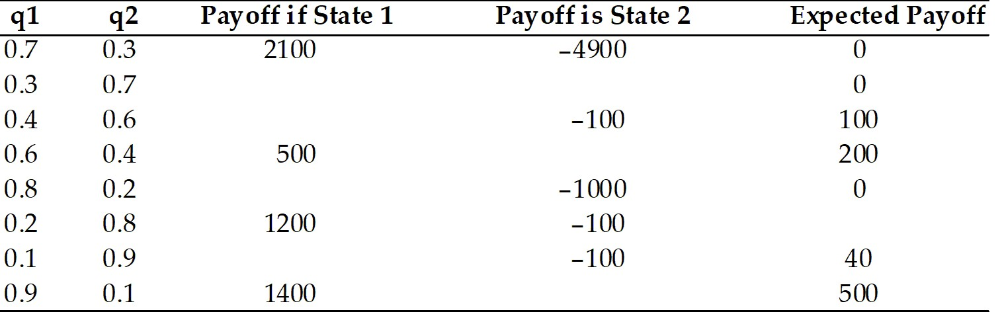 q1 q2 Payoff if State 1 Payoff is State 2 Expected Payoff
0.7 0.3 2100 –4900 0
0.3 0.7 0
0.4 0.6 –100 100
0.6 0.4 500 200
0.8 0.2 –1000 0
0.2 0.8 1200 –100
0.1 0.9 –100 40
0.9 0.1 1400 500